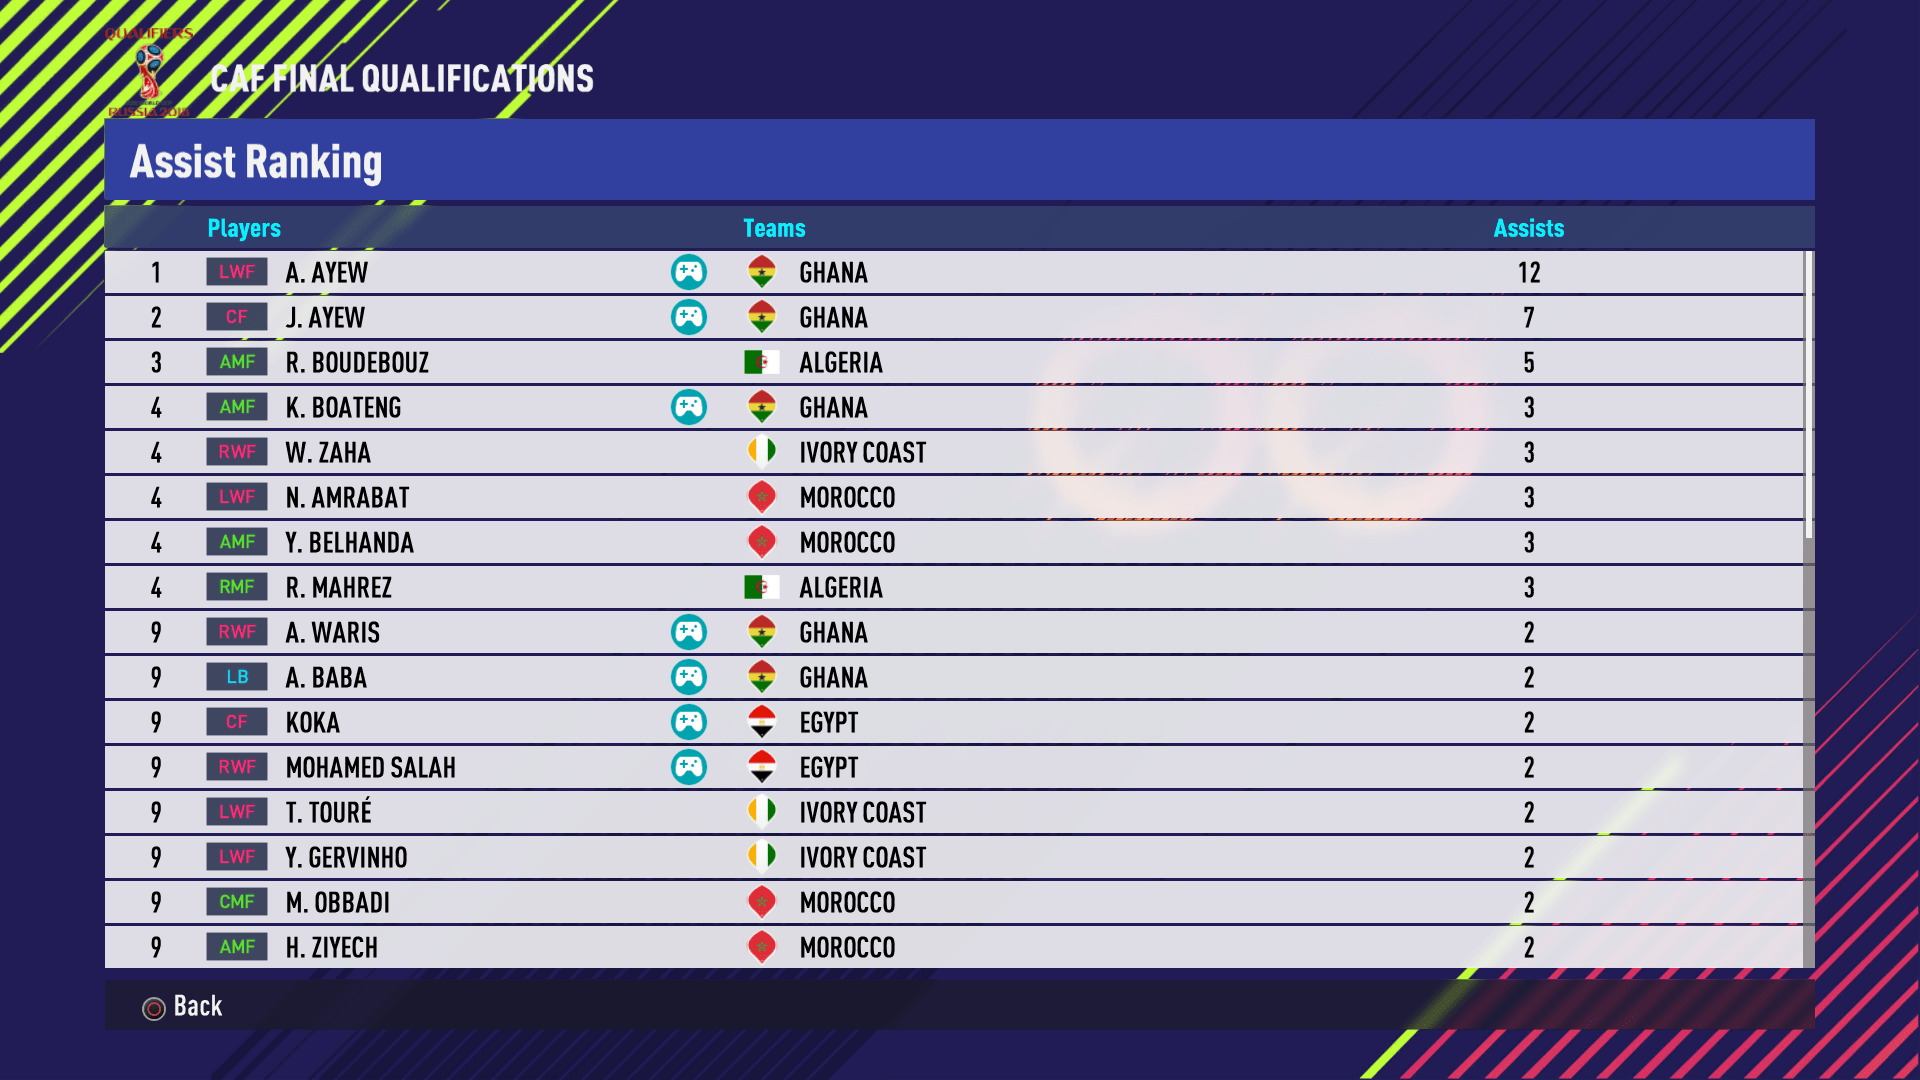 QUALIFIERS
RUSSIA 2018
CAF FINAL QUALIFICATIONS
Assist Ranking
Players Teams Assists
1 LWF A. AYEW GHANA 12
2 CF J. AYEW GHANA 7
3 AMF R. BOUDEBOUZ ALGERIA 5
4 AMF K. BOATENG GHANA 3
4 RWF W. ZAHA IVORY COAST 3
4 LWF N. AMRABAT MOROCCO 3
4 AMF Y. BELHANDA MOROCCO 3
4 RMF R. MAHREZ ALGERIA 3
9 RWF A. WARIS GHANA 2
9 LB A. BABA GHANA 2
9 CF KOKA EGYPT 2
9 RWF MOHAMED SALAH EGYPT 2
9 LWF T. TOURÉ IVORY COAST 2
9 LWF Y. GERVINHO IVORY COAST 2
9 CMF M. OBBADI MOROCCO 2
9 AMF H. ZIYECH MOROCCO 2
Back